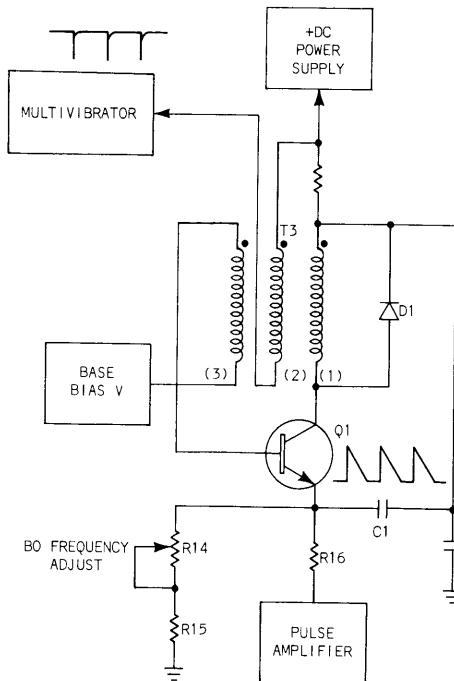 +DC
POWER
SUPPLY
MULTIVIBRATOR
T3
D1
BASE
BIAS V
(3)
(2)
(1)
Q1
C1
BO FREQUENCY
ADJUST
R14
R16
R15
PULSE
AMPLIFIER